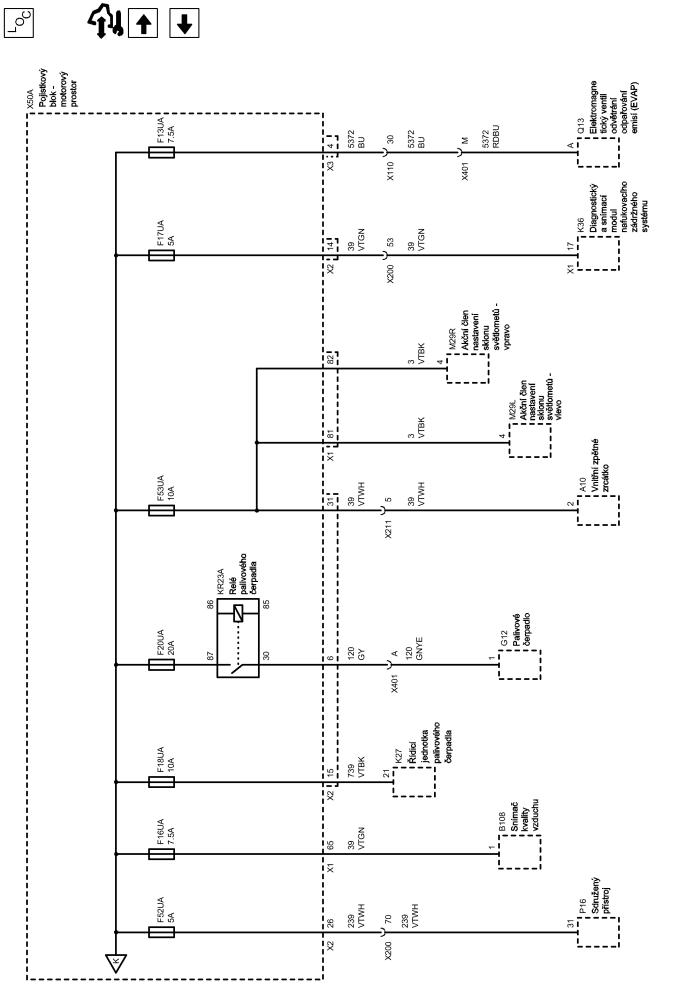 LOC
X50A
Pojistkový
blok -
motorový
prostor
F13UA
7.5A
4
X3
5372
BU
30
X110
5372
BU
M
X401
5372
RDBU
A
Q13
Elektromagne
tický ventil
odvětrání
odpařování
emisí (EVAP)
F17UA
5A
14
X2
39
VTGN
53
X200
39
VTGN
17
X1
K36
Diagnostický
a snímací
modul
nafukovacího
zádržného
systému
82
3
VTBK
4
M29R
Akční člen
nastavení
sklonu
světlometů -
vpravo
81
X1
3
VTBK
4
M29L
Akční člen
nastavení
sklonu
světlometů -
vlevo
F53UA
10A
31
39
VTWH
5
X211
39
VTWH
2
A10
Vnitřní zpětné
zrcátko
F20UA
20A
KR23A
Relé
palivového
čerpadla
86
85
87
30
6
120
GY
A
X401
120
GNYE
1
G12
Palivové
čerpadlo
F18UA
10A
15
X2
739
VTBK
21
K27
Řídicí
jednotka
palivového
čerpadla
F16UA
7.5A
65
X1
39
VTGN
1
B108
Snímač
kvality
vzduchu
F52UA
5A
26
X2
239
VTWH
70
X200
239
VTWH
31
P16
Sdružený
přístroj
K